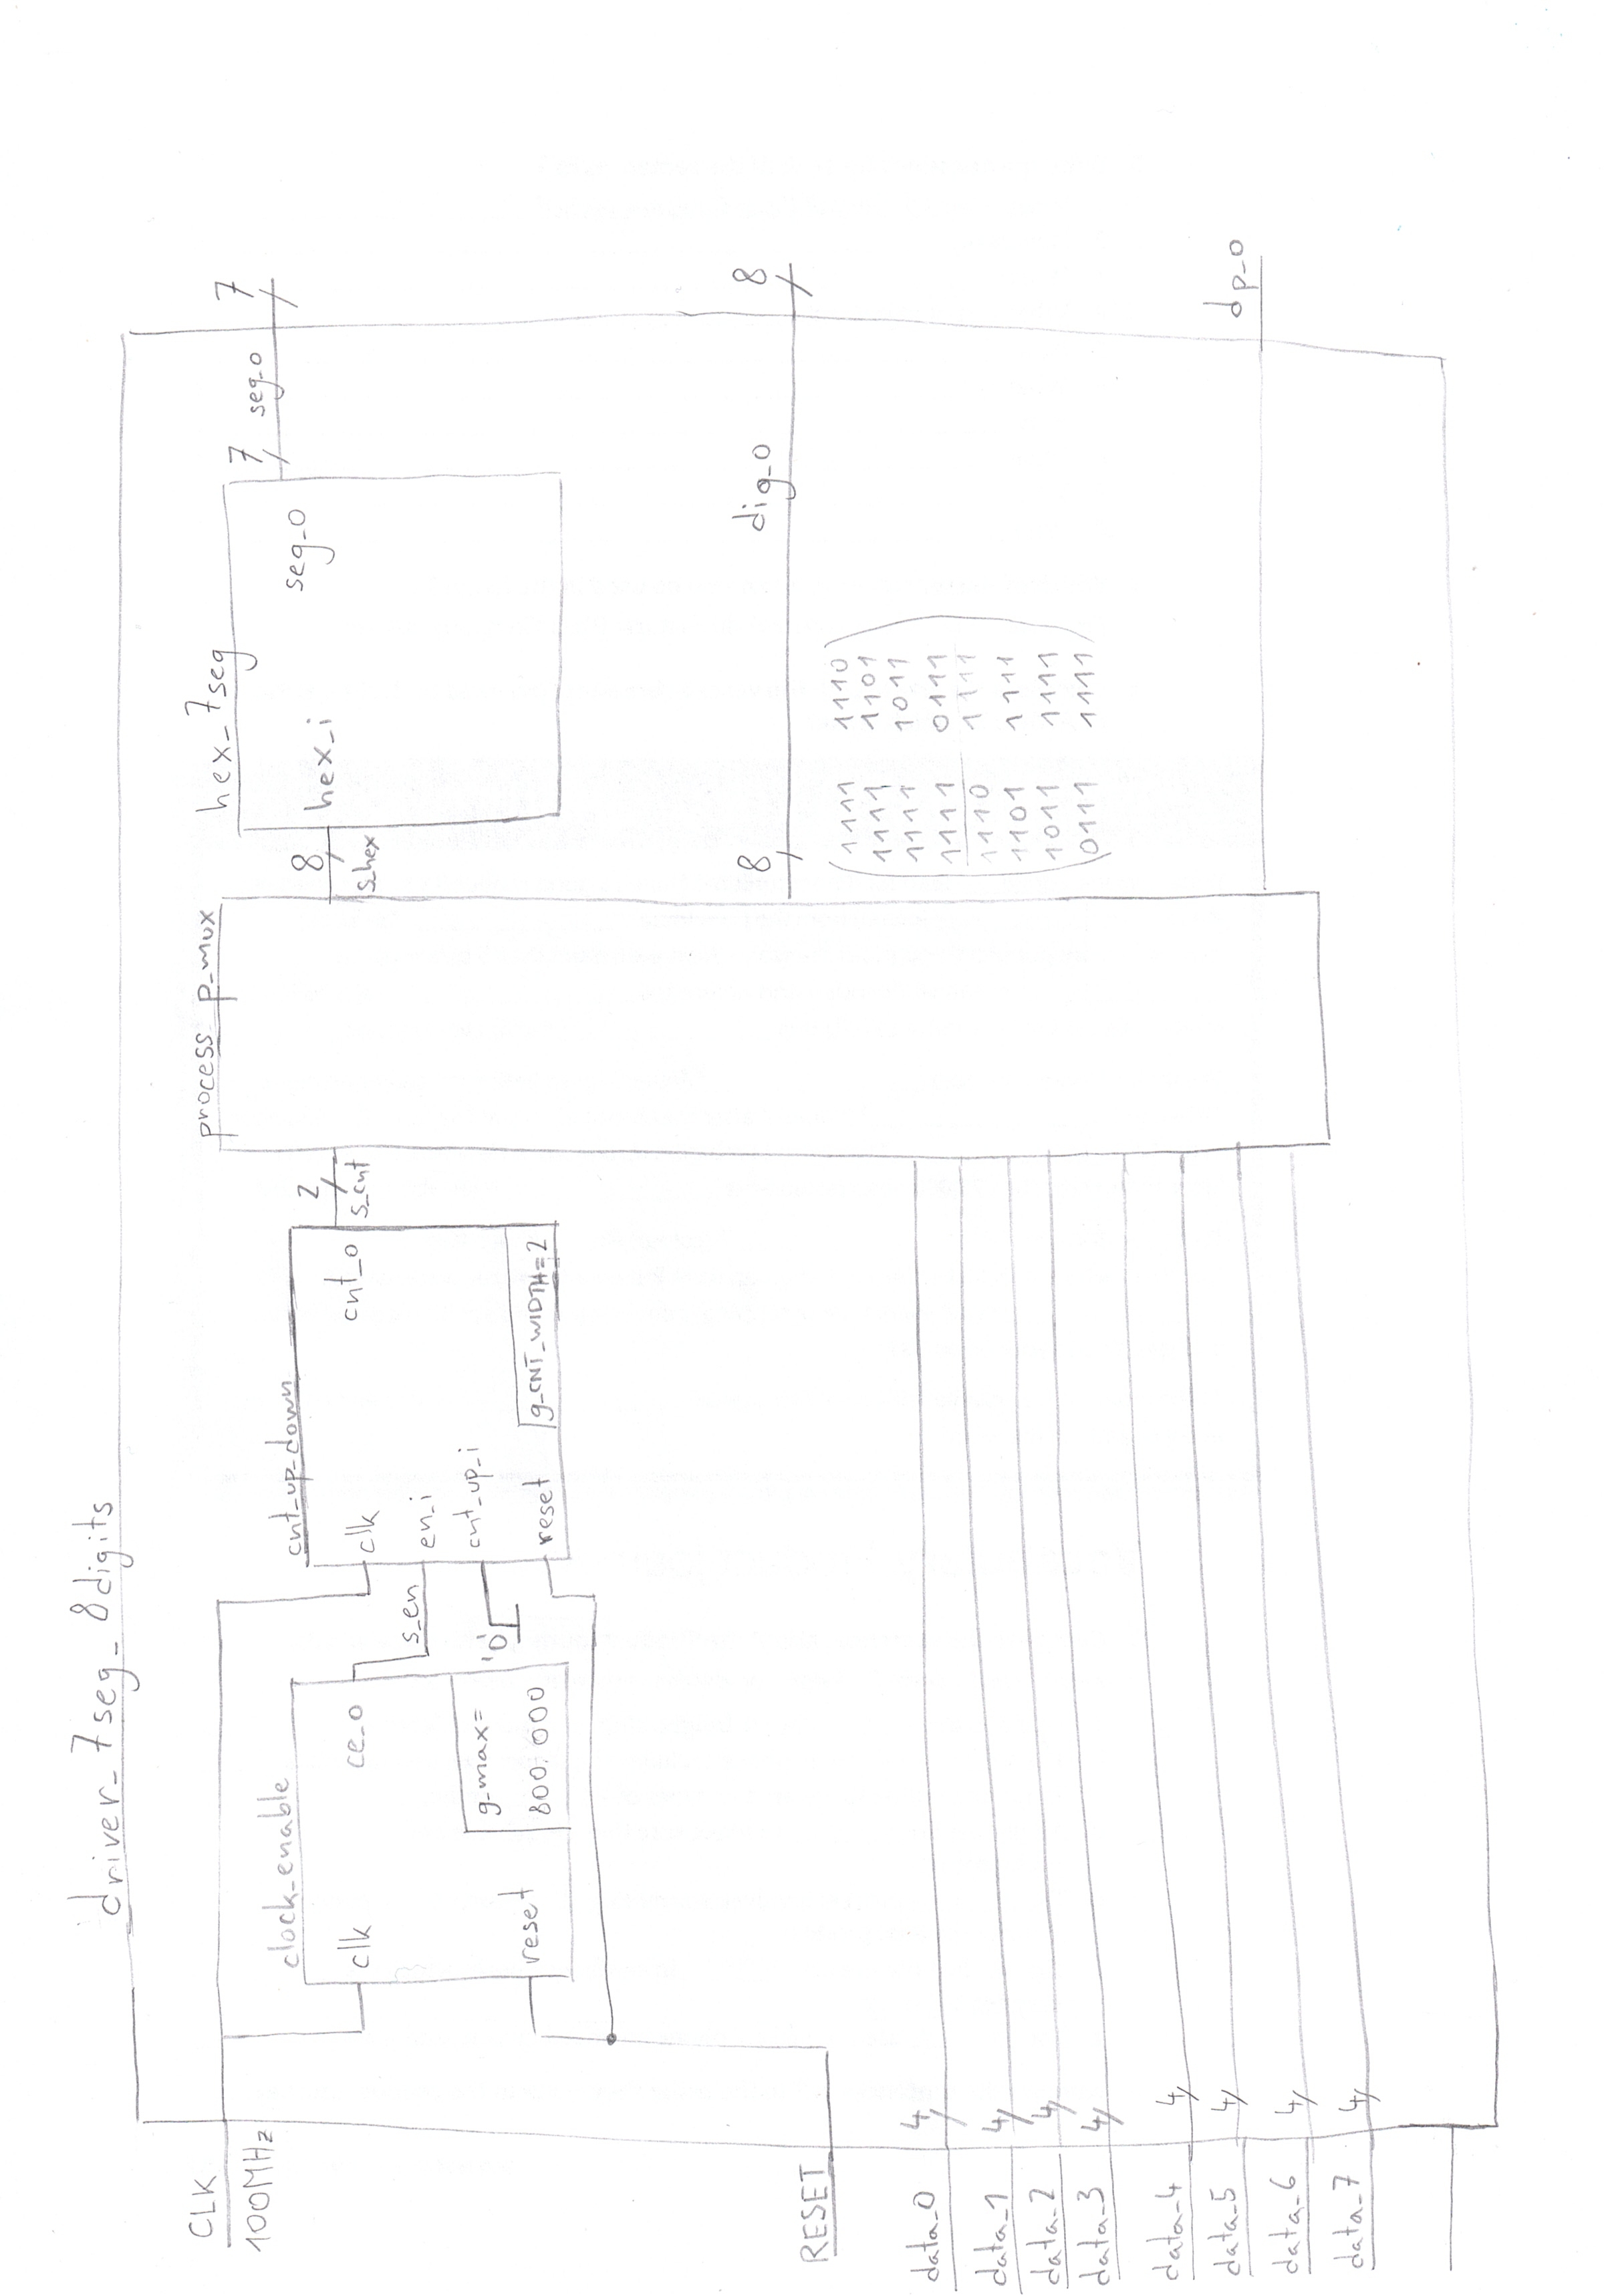 driver_7seg_8digits
CLK
100MHz
clock_enable
clk
ce_o
reset
g_max=
800 000
s_en
'0'
cnt_up_down
clk
en_i
cnt_up_i
reset
cnt_o
g_CNT_WIDTH=2
2
s_cnt
process p_mux
8
s_hex
hex_7seg
hex_i
seg_o
7
seg_o
7
8
dig_o
8
1111 1110
1111 1101
1111 1011
1111 0111
1110 1111
1101 1111
1011 1111
0111 1111
dp_o
RESET
data_0
4
data_1
4
data_2
4
data_3
4
data_4
4
data_5
4
data_6
4
data_7
4